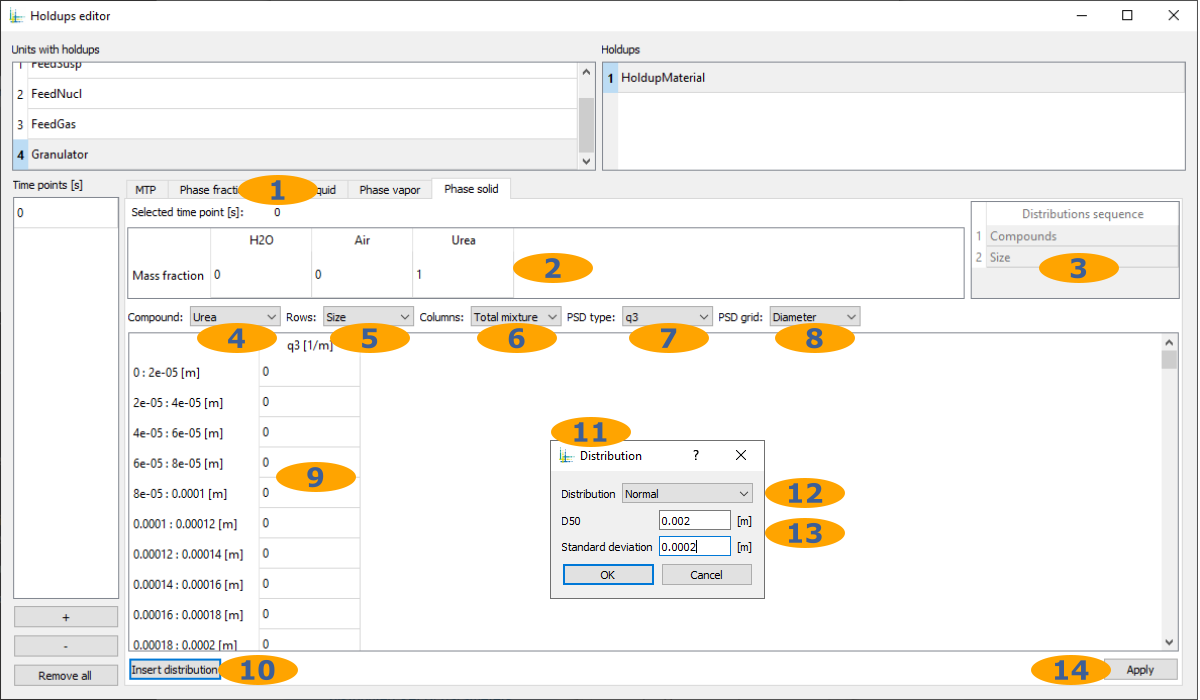 Holdups editor
Units with holdups
Holdups
1 FeedSusp
2 FeedNucl
3 FeedGas
4 Granulator
1 HoldupMaterial
Time points [s]
0
MTP Phase 1 Phase vapor Phase solid
Selected time point [s]: 0
H2O Air Urea
Mass fraction 0 0 1
2
Distributions sequence
1 Compounds
2 Size
3
Compound: Urea Rows: Size Columns: Total mixture PSD type: q3 PSD grid: Diameter
4 5 6 7 8
q3 [1/m]
0 : 2e-05 [m] 0
2e-05 : 4e-05 [m] 0
4e-05 : 6e-05 [m] 0
6e-05 : 8e-05 [m] 0
9
8e-05 : 0.0001 [m] 0
0.0001 : 0.00012 [m] 0
0.00012 : 0.00014 [m] 0
0.00014 : 0.00016 [m] 0
0.00016 : 0.00018 [m] 0
0.00018 : 0.0002 [m] 0
11
Distribution ?
Distribution Normal
12
D50 0.002 [m]
13
Standard deviation 0.0002 [m]
OK Cancel
+
-
Remove all
Insert distribution 10
14 Apply